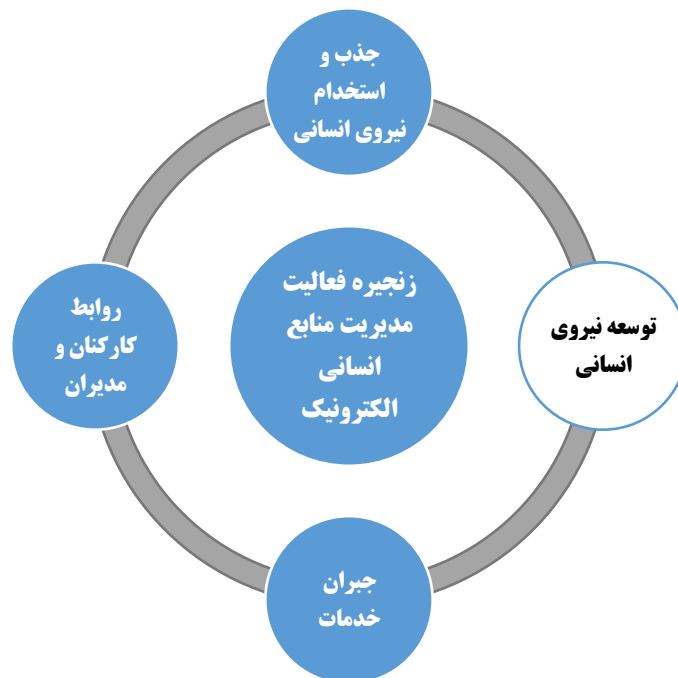 جذب و
استخدام
نیروی انسانی
توسعه نیروی
انسانی
زنجیره فعالیت
مدیریت منابع
انسانی
الکترونیک
روابط
کارکنان و
مدیران
جبران
خدمات